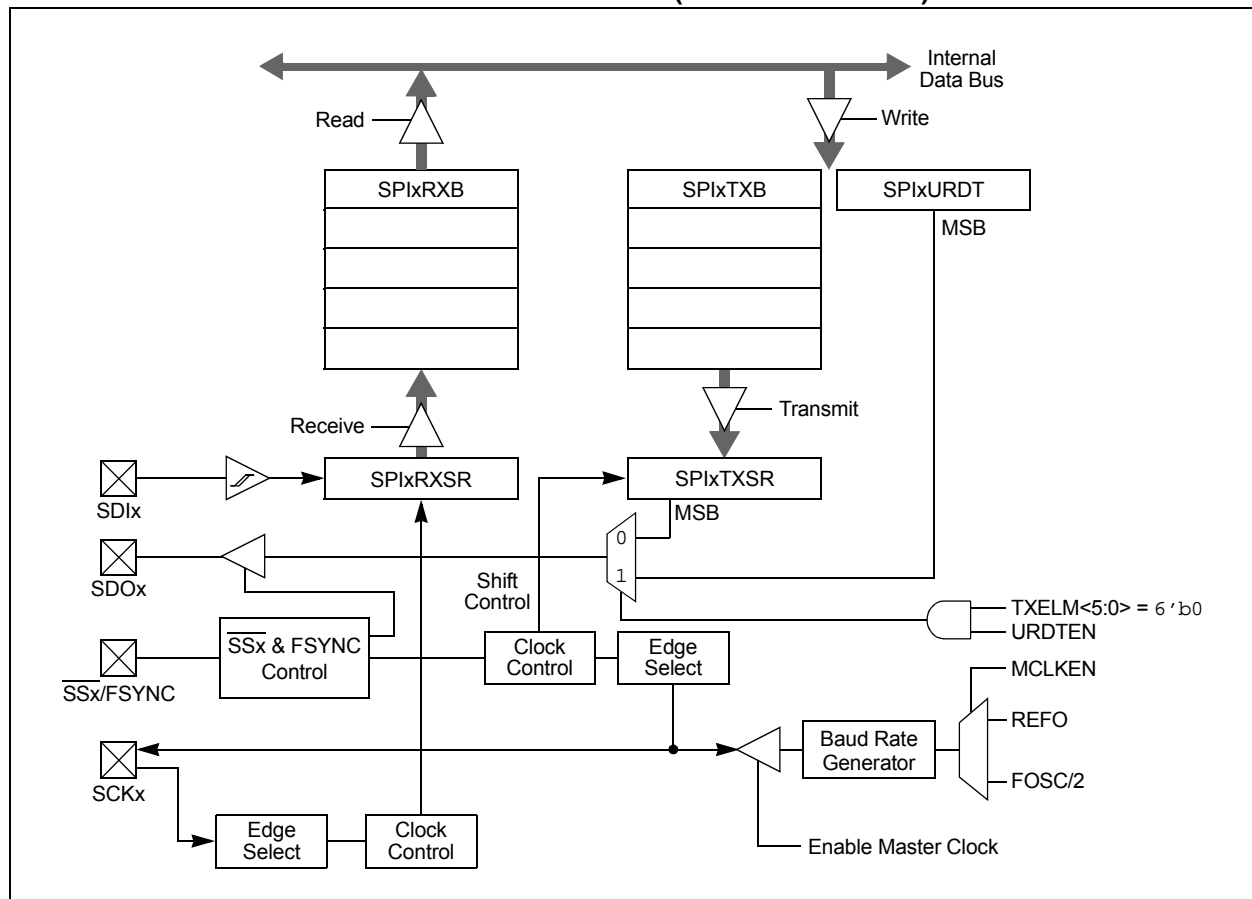 Internal
Data Bus
Read
Write
SPIxRXB
SPIxTXB
SPIxURDT
MSB
Receive
Transmit
SPIxRXSR
SPIxTXSR
SDIx
MSB
0
1
SDOx
Shift
Control
TXELM<5:0> = 6'b0
URDTEN
SSx & FSYNC
Control
Clock
Control
Edge
Select
SSx/FSYNC
MCLKEN
REFO
Baud Rate
Generator
FOSC/2
SCKx
Edge
Select
Clock
Control
Enable Master Clock